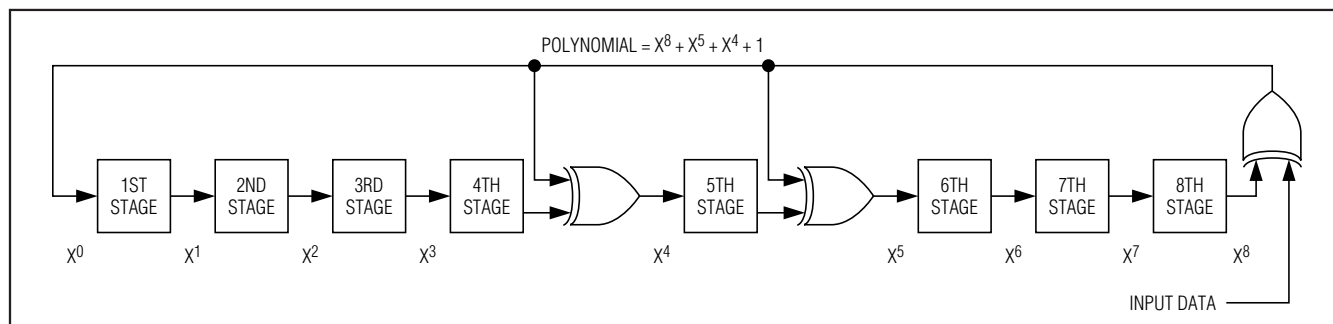 POLYNOMIAL = X8 + X5 + X4 + 1
1ST
STAGE
2ND
STAGE
3RD
STAGE
4TH
STAGE
5TH
STAGE
6TH
STAGE
7TH
STAGE
8TH
STAGE
X0
X1
X2
X3
X4
X5
X6
X7
X8
INPUT DATA